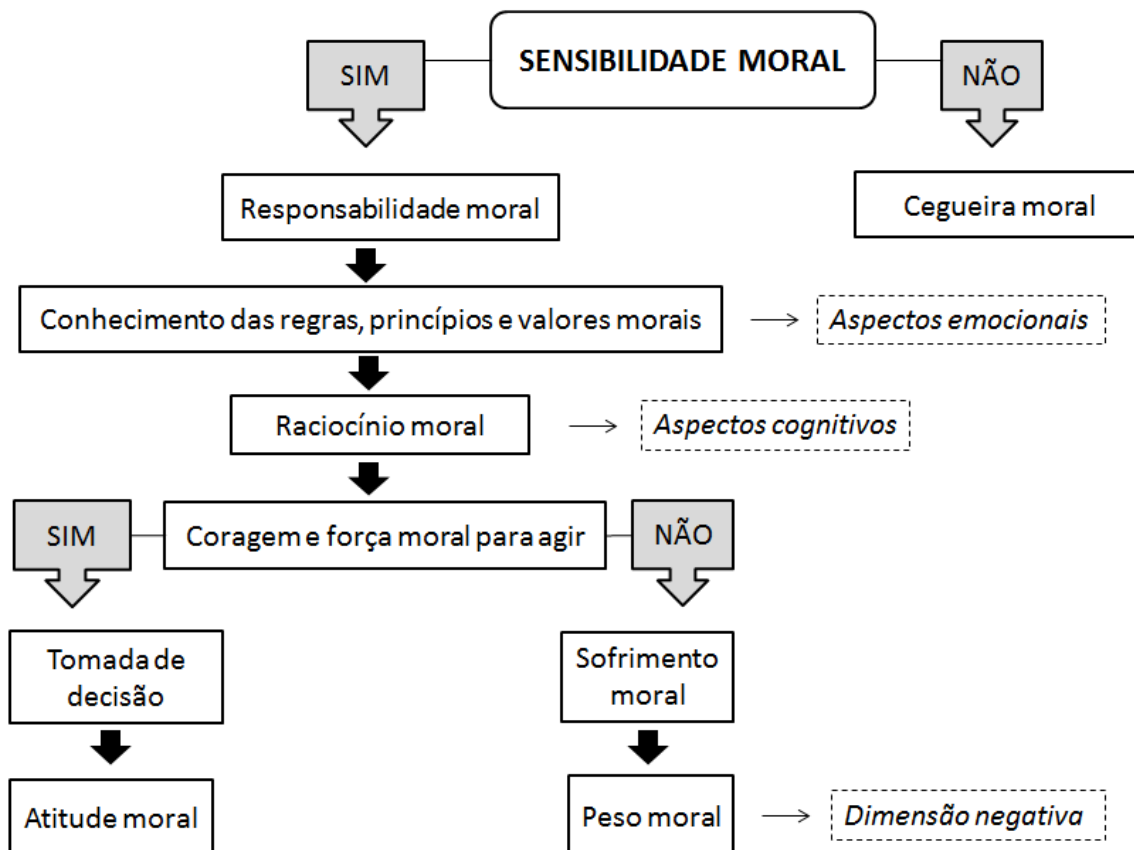 SENSIBILIDADE MORAL
SIM
NÃO
Responsabilidade moral
Cegueira moral
Conhecimento das regras, princípios e valores morais
Aspectos emocionais
Raciocínio moral
Aspectos cognitivos
SIM
Coragem e força moral para agir
NÃO
Tomada de
decisão
Sofrimento
moral
Atitude moral
Peso moral
Dimensão negativa